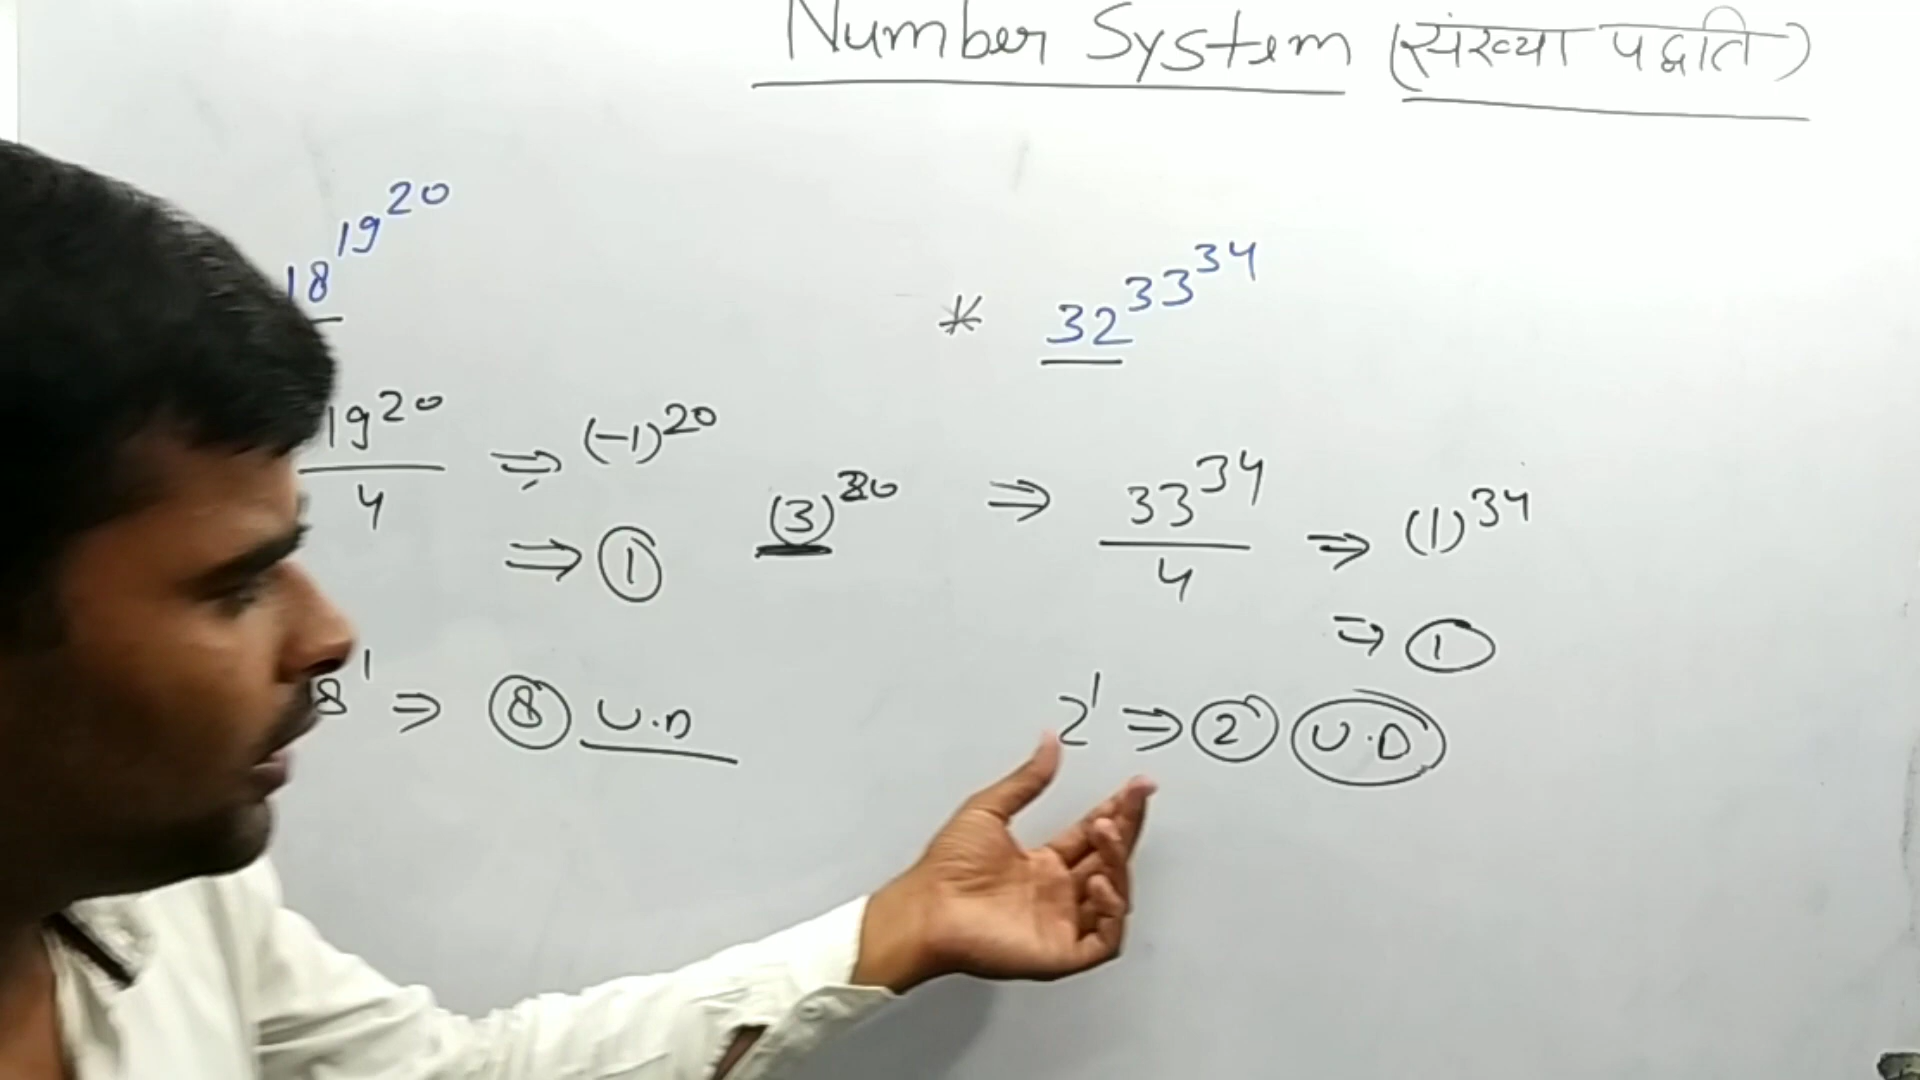 Number System (संख्या पद्धति)
18^19^20
19^20 / 4 ⇒ (-1)^20
⇒ 1
(3)^20
8^1 ⇒ 8 U.D
* 32^33^34
⇒ 33^34 / 4 ⇒ (1)^34
⇒ 1
2^1 ⇒ 2 U.D